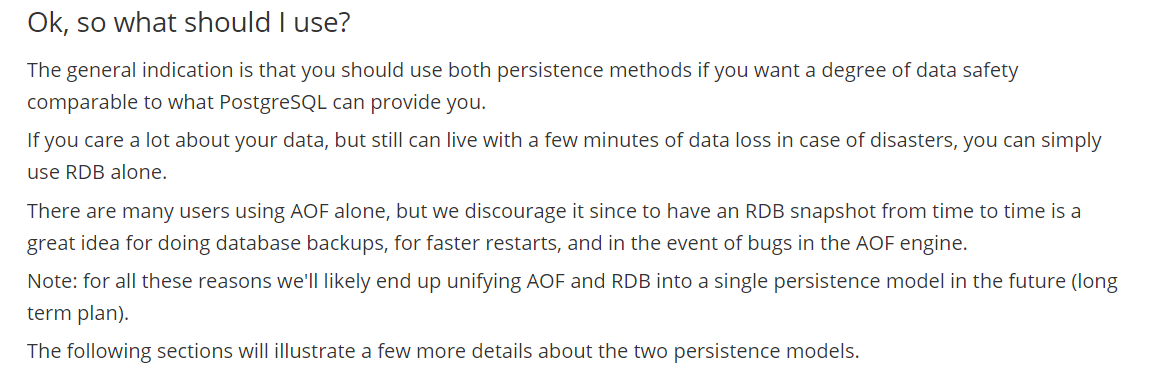 Ok, so what should I use?
The general indication is that you should use both persistence methods if you want a degree of data safety
comparable to what PostgreSQL can provide you.
If you care a lot about your data, but still can live with a few minutes of data loss in case of disasters, you can simply
use RDB alone.
There are many users using AOF alone, but we discourage it since to have an RDB snapshot from time to time is a
great idea for doing database backups, for faster restarts, and in the event of bugs in the AOF engine.
Note: for all these reasons we'll likely end up unifying AOF and RDB into a single persistence model in the future (long
term plan).
The following sections will illustrate a few more details about the two persistence models.